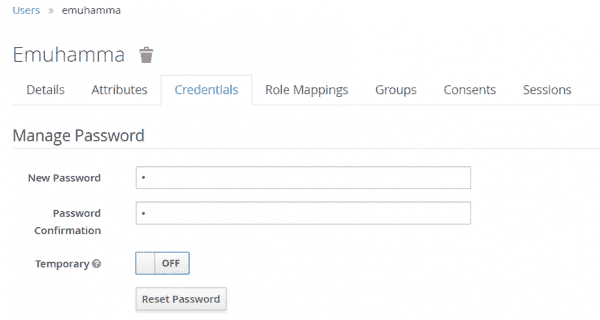 Users » emuhamma
Emuhamma
Details Attributes Credentials Role Mappings Groups Consents Sessions
Manage Password
New Password •
Password
Confirmation •
Temporary OFF
Reset Password